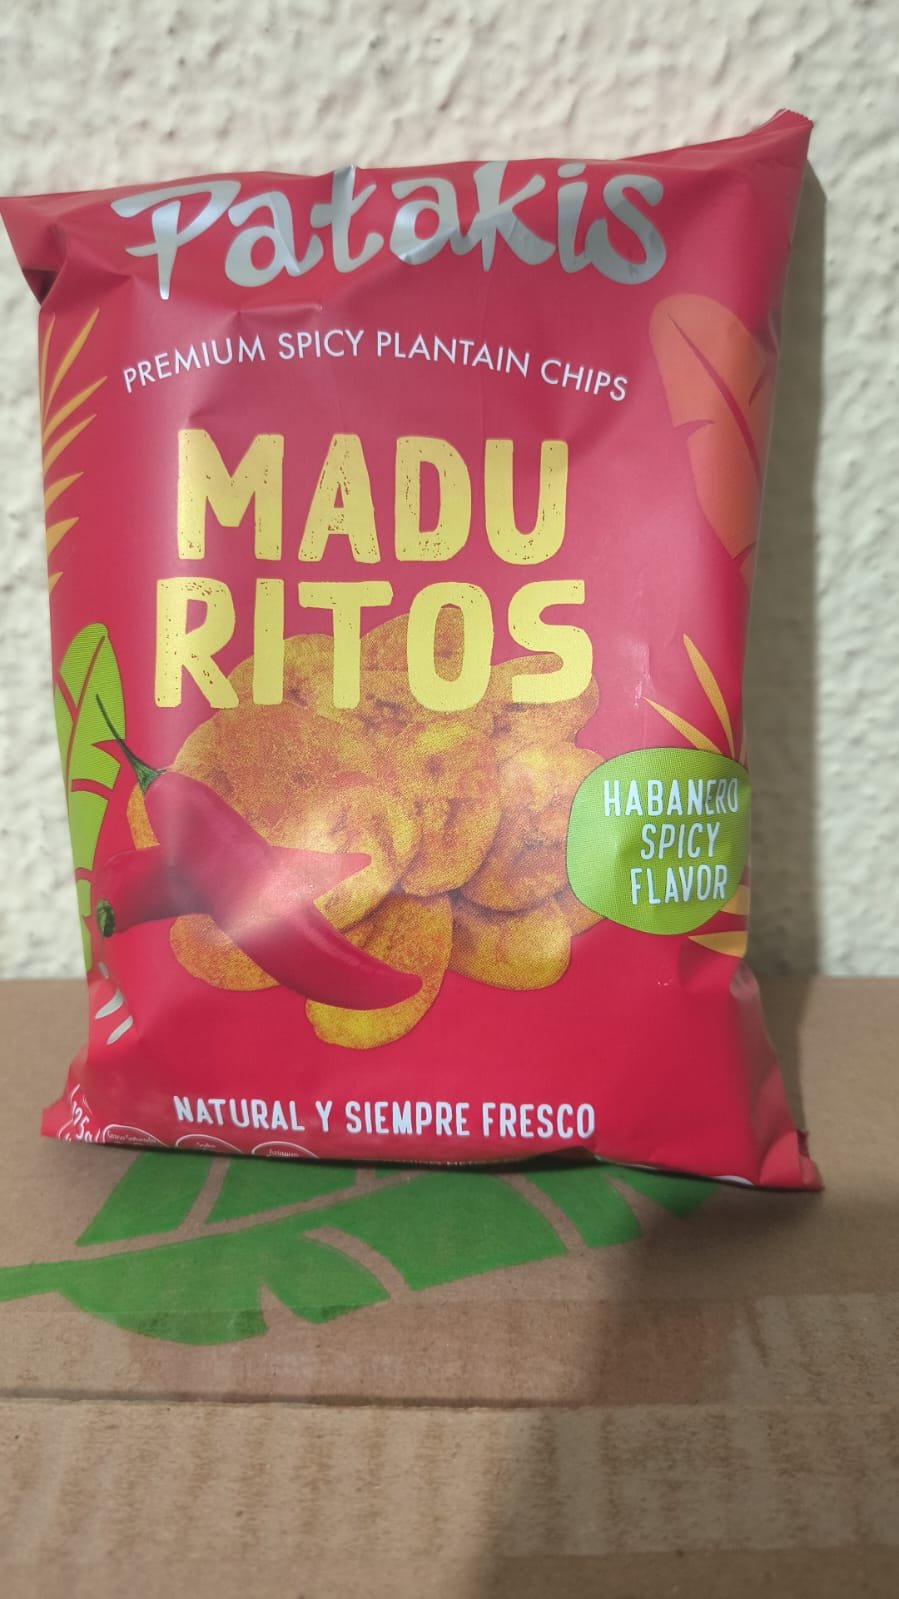 Patakis
PREMIUM SPICY PLANTAIN CHIPS
MADU
RITOS
HABANERO
SPICY
FLAVOR
NATURAL Y SIEMPRE FRESCO